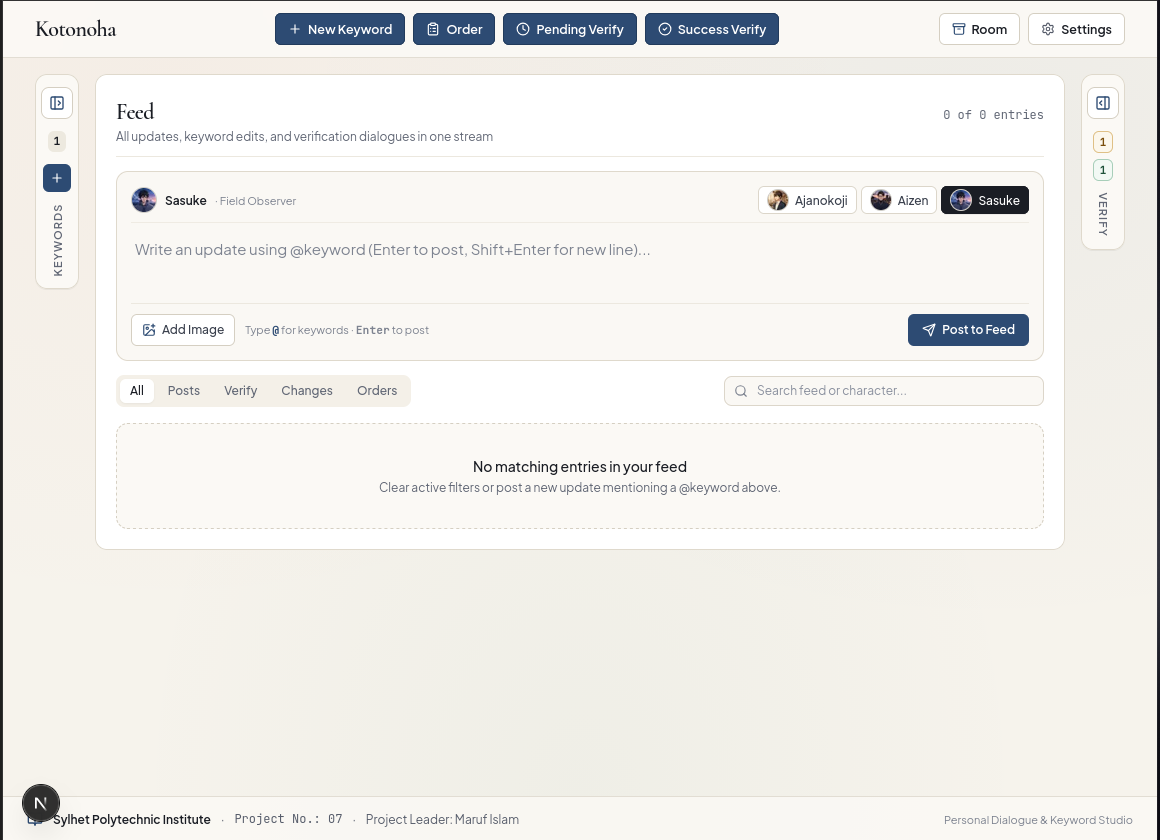 Kotonoha
New Keyword
Order
Pending Verify
Success Verify
Room
Settings
1
KEYWORDS
Feed
All updates, keyword edits, and verification dialogues in one stream
0 of 0 entries
Sasuke · Field Observer
Ajanokoji
Aizen
Sasuke
Write an update using @keyword (Enter to post, Shift+Enter for new line)...
Add Image
Type @ for keywords · Enter to post
Post to Feed
All
Posts
Verify
Changes
Orders
Search feed or character...
No matching entries in your feed
Clear active filters or post a new update mentioning a @keyword above.
1
1
VERIFY
N
Sylhet Polytechnic Institute · Project No.: 07 · Project Leader: Maruf Islam
Personal Dialogue & Keyword Studio